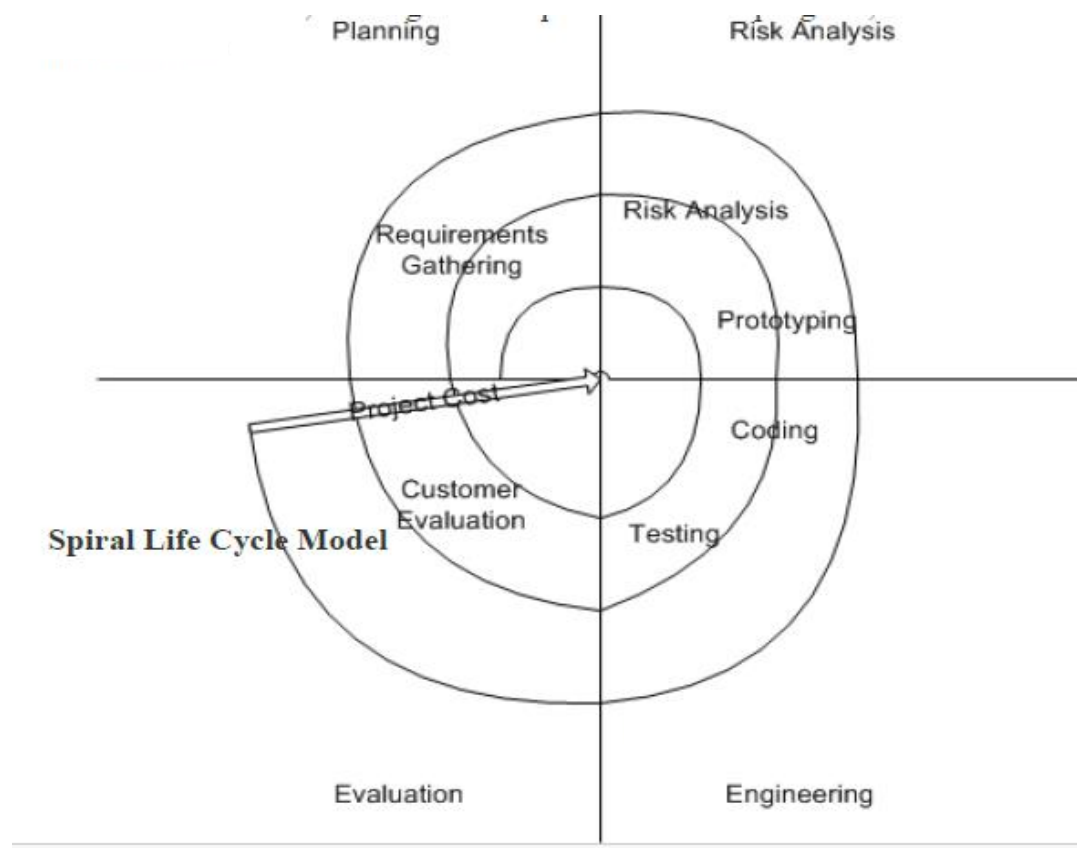 Planning
Risk Analysis
Risk Analysis
Requirements
Gathering
Prototyping
Project Cost
Coding
Customer
Evaluation
Testing
Spiral Life Cycle Model
Evaluation
Engineering